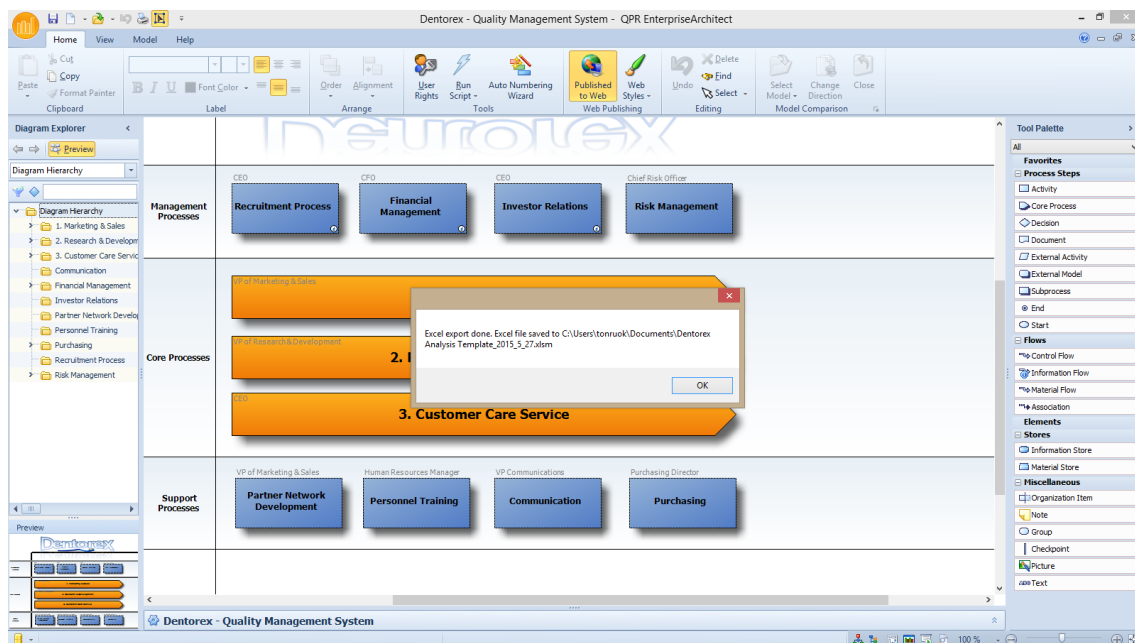 Dentorex - Quality Management System - QPR EnterpriseArchitect
Home View Model Help
Paste
Cut
Copy
Format Painter
Clipboard
B I U Font Color
Label
Order Alignment
Arrange
User Rights
Run Script
Auto Numbering Wizard
Tools
Published to Web
Web Styles
Web Publishing
Undo
Delete
Find
Select
Editing
Select Model
Change Direction
Close
Model Comparison
Diagram Explorer
Preview
Diagram Hierarchy
Diagram Hierarchy
1. Marketing & Sales
2. Research & Developm
3. Customer Care Servic
Communication
Financial Management
Investor Relations
Partner Network Develo
Personnel Training
Purchasing
Recruitment Process
Risk Management
Preview
Dentorex
Management
Processes
CEO
Recruitment Process
CFO
Financial
Management
CEO
Investor Relations
Chief Risk Officer
Risk Management
Core Processes
VP of Marketing & Sales
VP of Research & Development
2.
CEO
3. Customer Care Service
Excel export done. Excel file saved to C:\Users\tonruok\Documents\Dentorex
Analysis Template_2015_5_27.xlsm
OK
Support
Processes
VP of Marketing & Sales
Partner Network
Development
Human Resources Manager
Personnel Training
VP Communications
Communication
Purchasing Director
Purchasing
Dentorex - Quality Management System
Tool Palette
All
Favorites
Process Steps
Activity
Core Process
Decision
Document
External Activity
External Model
Subprocess
End
Start
Flows
Control Flow
Information Flow
Material Flow
Association
Elements
Stores
Information Store
Material Store
Miscellaneous
Organization Item
Note
Group
Checkpoint
Picture
Text
100 %